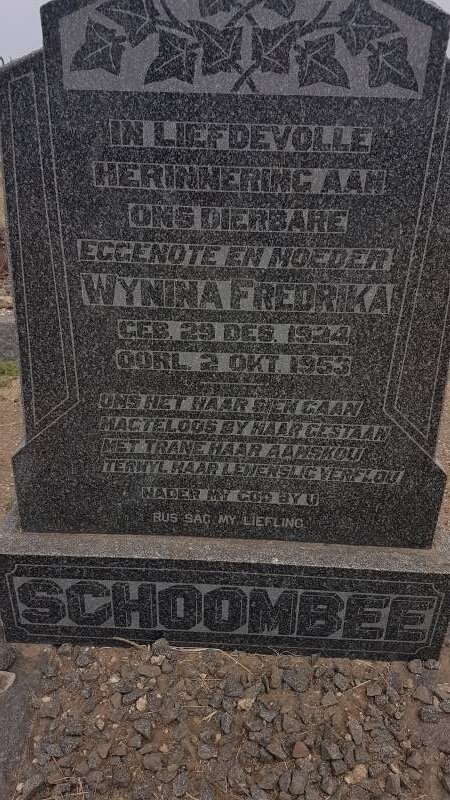 IN LIEFDEVOLLE
HERINNERING AAN
ONS DIERBARE
EGGENOTE EN MOEDER
WYNINA FREDRIKA
GEB. 29 DES. 1924
OORL. 2 OKT. 1953
ONS HET HAAR SIEN GAAN
MAGTELOOS BY HAAR GESTAAN
MET TRANE HAAR AANSKOU
TERWYL HAAR LEWENSLIG VERFLOU
NADER MY GOD BY U
RUS SAG MY LIEFLING
SCHOOMBEE